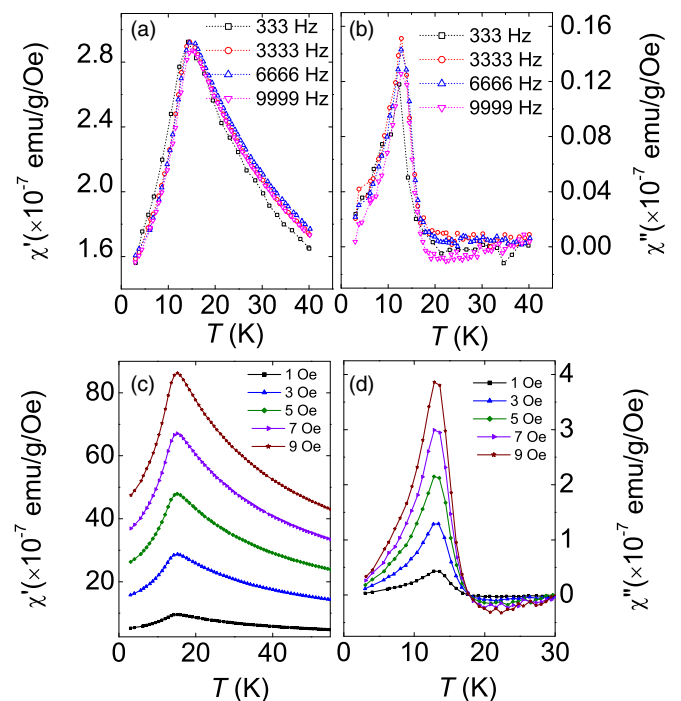 (a)
333 Hz
3333 Hz
6666 Hz
9999 Hz
χ'(×10⁻⁷ emu/g/Oe)
2.8
2.4
2.0
1.6
0 10 20 30 40
T (K)
(b)
333 Hz
3333 Hz
6666 Hz
9999 Hz
0.16
0.12
0.08
0.04
0.00
χ"(×10⁻⁷ emu/g/Oe)
0 10 20 30 40
T (K)
(c)
1 Oe
3 Oe
5 Oe
7 Oe
9 Oe
χ'(×10⁻⁷ emu/g/Oe)
80
60
40
20
0 20 40
T (K)
(d)
1 Oe
3 Oe
5 Oe
7 Oe
9 Oe
4
3
2
1
0
χ"(×10⁻⁷ emu/g/Oe)
0 10 20 30
T (K)